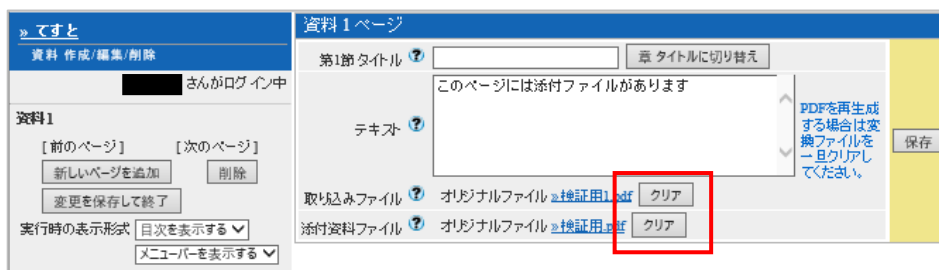 » てすと
資料 作成/編集/削除
さんがログイン中
資料1
[前のページ] [次のページ]
新しいページを追加 削除
変更を保存して終了
実行時の表示形式 目次を表示する
メニューバーを表示する
資料 1 ページ
第1節 タイトル ? 章 タイトルに切り替え
テキスト ? このページには添付ファイルがあります
PDFを再生成
する場合は変
換ファイルを
一旦クリアし
てください。
保存
取り込みファイル ? オリジナルファイル »検証用1.pdf クリア
添付資料ファイル ? オリジナルファイル »検証用.pdf クリア